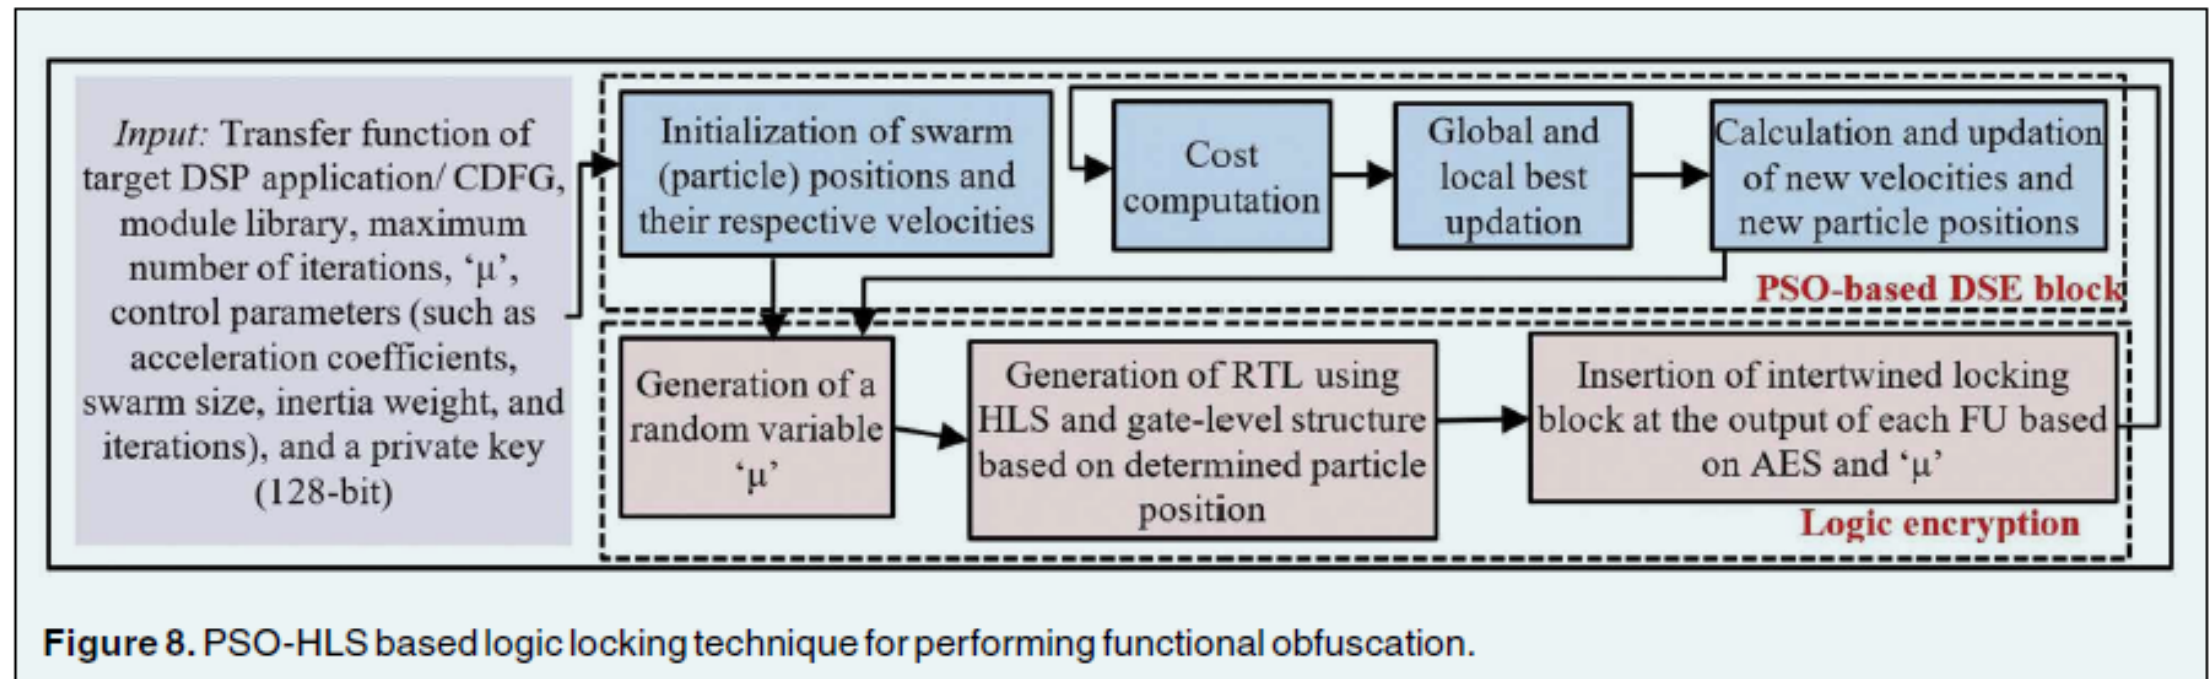 Input: Transfer function of
target DSP application/ CDFG,
module library, maximum
number of iterations, ‘μ’,
control parameters (such as
acceleration coefficients,
swarm size, inertia weight, and
iterations), and a private key
(128-bit)
Initialization of swarm
(particle) positions and
their respective velocities
Cost
computation
Global and
local best
updation
Calculation and updation
of new velocities and
new particle positions
PSO-based DSE block
Generation of a
random variable
‘μ’
Generation of RTL using
HLS and gate-level structure
based on determined particle
position
Insertion of intertwined locking
block at the output of each FU based
on AES and ‘μ’
Logic encryption
Figure 8. PSO-HLS based logic locking technique for performing functional obfuscation.